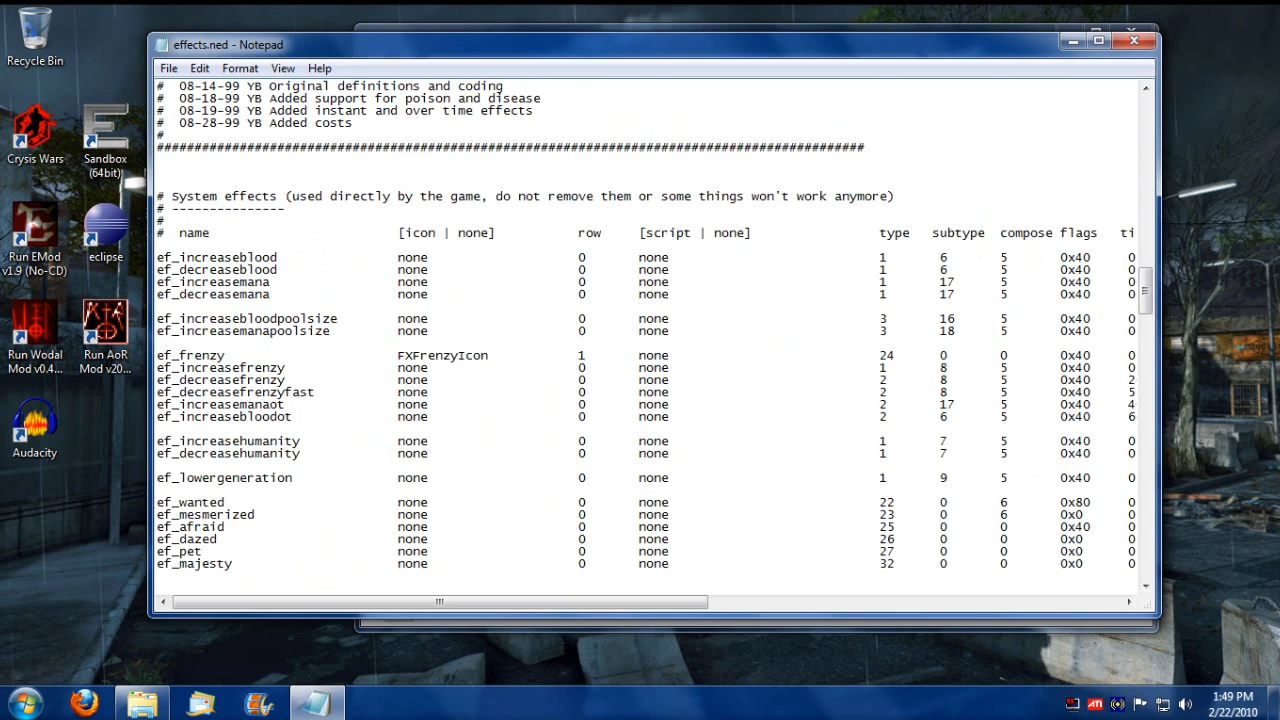 effects.ned - Notepad
File Edit Format View Help
# 08-14-99 YB Original definitions and coding
# 08-18-99 YB Added support for poison and disease
# 08-19-99 YB Added instant and over time effects
# 08-28-99 YB Added costs
#
##############################################################################################
# System effects (used directly by the game, do not remove them or some things won't work anymore)
# ---------------
#
# name [icon | none] row [script | none] type subtype compose flags ti
ef_increaseblood none 0 none 1 6 5 0x40 0
ef_decreaseblood none 0 none 1 6 5 0x40 0
ef_increasemana none 0 none 1 17 5 0x40 0
ef_decreasemana none 0 none 1 17 5 0x40 0
ef_increasebloodpoolsize none 0 none 3 16 5 0x40 0
ef_increasemanapoolsize none 0 none 3 18 5 0x40 0
ef_frenzy FXFrenzyIcon 1 none 24 0 0 0x40 0
ef_increasefrenzy none 0 none 1 8 5 0x40 0
ef_decreasefrenzy none 0 none 2 8 5 0x40 2
ef_decreasefrenzyfast none 0 none 2 8 5 0x40 5
ef_increasemanaot none 0 none 2 17 5 0x40 4
ef_increasebloodot none 0 none 2 6 5 0x40 6
ef_increasehumanity none 0 none 1 7 5 0x40 0
ef_decreasehumanity none 0 none 1 7 5 0x40 0
ef_lowergeneration none 0 none 1 9 5 0x40 0
ef_wanted none 0 none 22 0 6 0x80 0
ef_mesmerized none 0 none 23 0 6 0x0 0
ef_afraid none 0 none 25 0 0 0x40 0
ef_dazed none 0 none 26 0 0 0x0 0
ef_pet none 0 none 27 0 0 0x0 0
ef_majesty none 0 none 32 0 0 0x0 0
Recycle Bin
Crysis Wars
Sandbox
(64bit)
Run EMod
v1.9 (No-CD)
eclipse
Run Wodal
Mod v0.4...
Run AoR
Mod v20...
Audacity
ATI
1:49 PM
2/22/2010